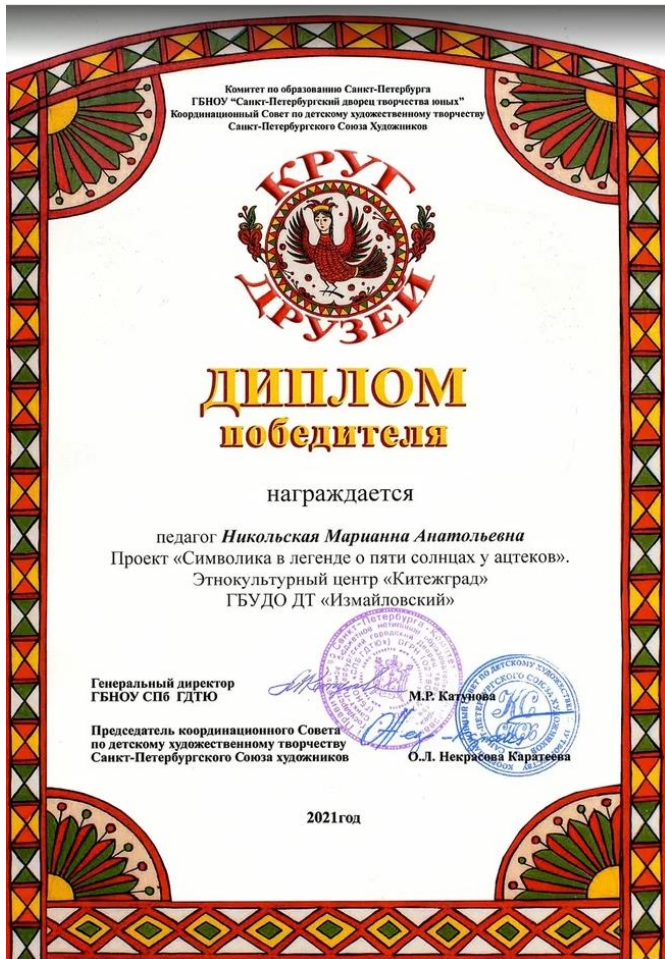 Комитет по образованию Санкт-Петербурга
ГБНОУ "Санкт-Петербургский дворец творчества юных"
Координационный Совет по детскому художественному творчеству
Санкт-Петербургского Союза Художников
КРУГ
ДРУЗЕЙ
ДИПЛОМ
победителя
награждается
педагог Никольская Марианна Анатольевна
Проект «Символика в легенде о пяти солнцах у ацтеков».
Этнокультурный центр «Китежград»
ГБУДО ДТ «Измайловский»
Генеральный директор
ГБНОУ СПб ГДТЮ
М.Р. Катунова
Председатель координационного Совета
по детскому художественному творчеству
Санкт-Петербургского Союза художников
О.Л. Некрасова Каратеева
2021год